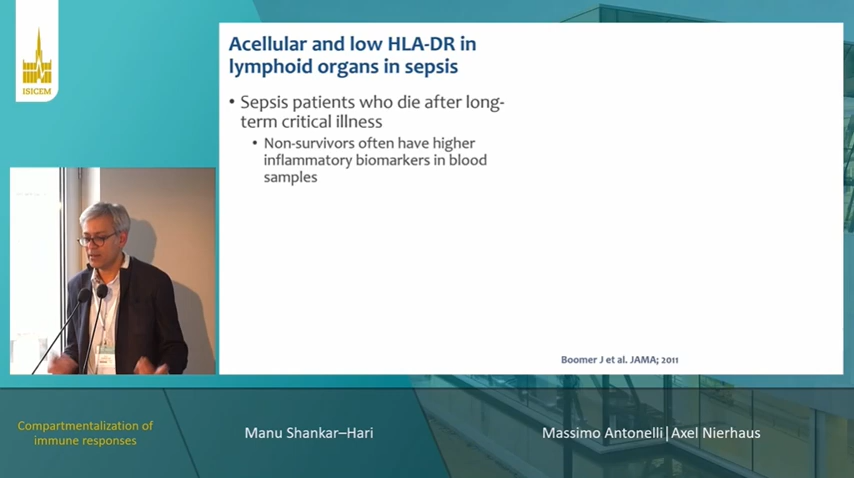 ISICEM
Acellular and low HLA-DR in
lymphoid organs in sepsis
• Sepsis patients who die after long-
term critical illness
• Non-survivors often have higher
inflammatory biomarkers in blood
samples
Boomer J et al. JAMA; 2011
Compartmentalization of
immune responses
Manu Shankar–Hari
Massimo Antonelli|Axel Nierhaus